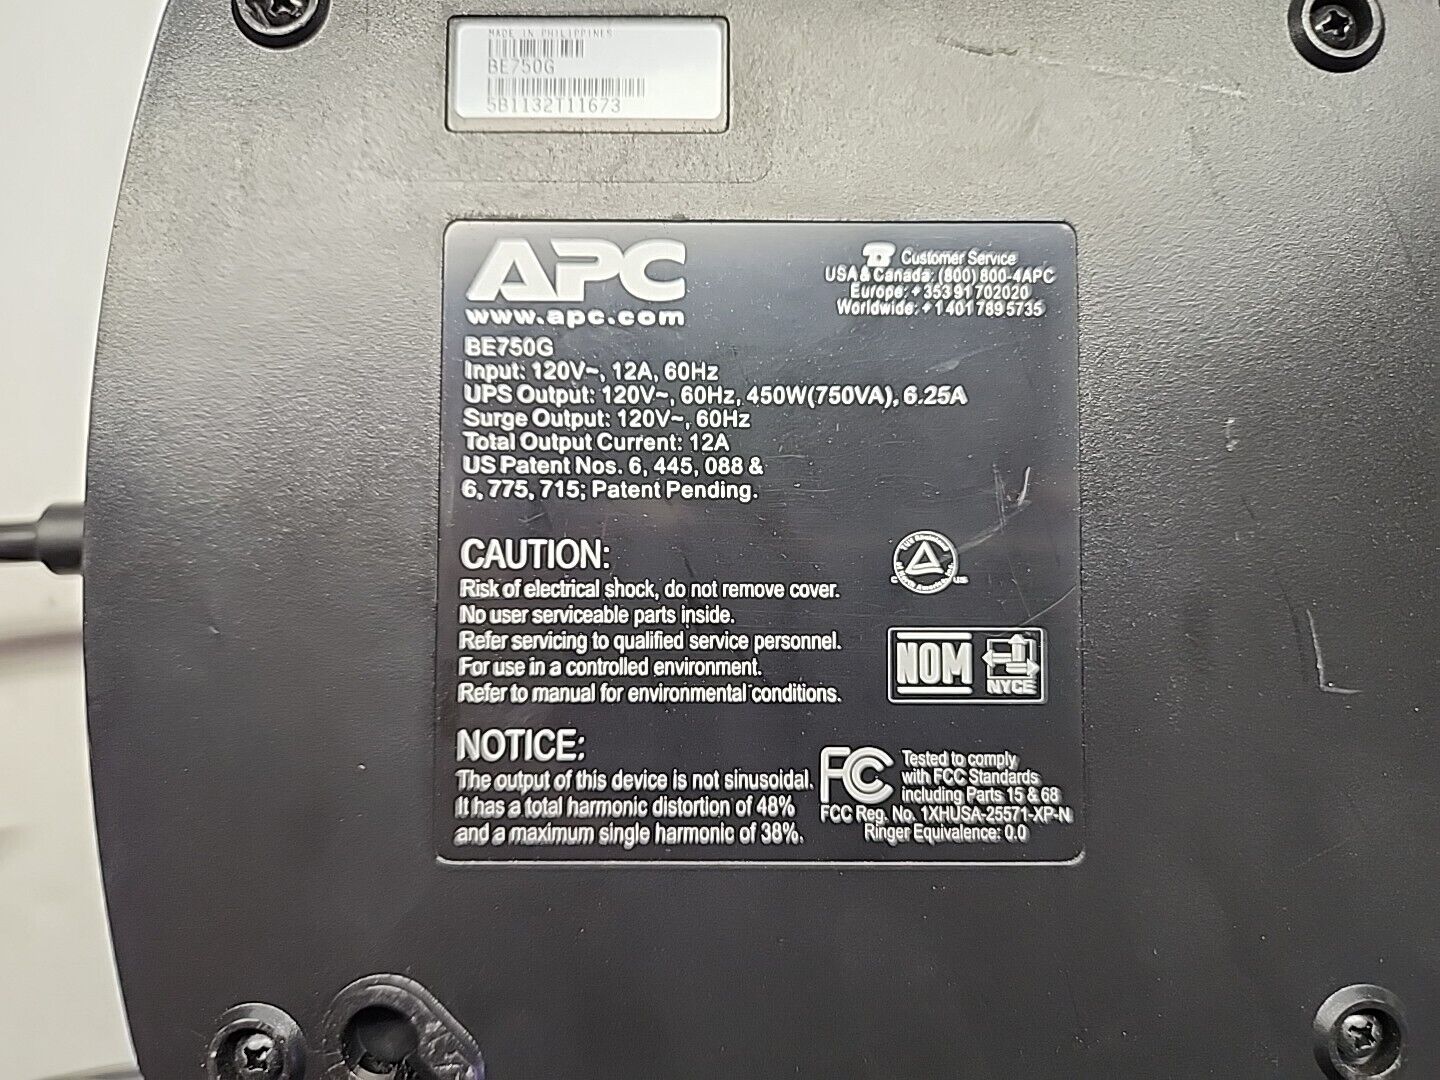 MADE IN PHILIPPINES
BE750G
5B1132T11673
APC
www.apc.com
Customer Service
USA & Canada: (800) 800-4APC
Europe: + 353 91 702020
Worldwide: + 1 401 789 5735
BE750G
Input: 120V~, 12A, 60Hz
UPS Output: 120V~, 60Hz, 450W(750VA), 6.25A
Surge Output: 120V~, 60Hz
Total Output Current: 12A
US Patent Nos. 6, 445, 088 &
6, 775, 715; Patent Pending.
CAUTION:
Risk of electrical shock, do not remove cover.
No user serviceable parts inside.
Refer servicing to qualified service personnel.
For use in a controlled environment.
Refer to manual for environmental conditions.
C US
NOM
NYCE
NOTICE:
The output of this device is not sinusoidal.
It has a total harmonic distortion of 48%
and a maximum single harmonic of 38%.
FC Tested to comply
with FCC Standards
including Parts 15 & 68
FCC Reg. No. 1XHUSA-25571-XP-N
Ringer Equivalence: 0.0